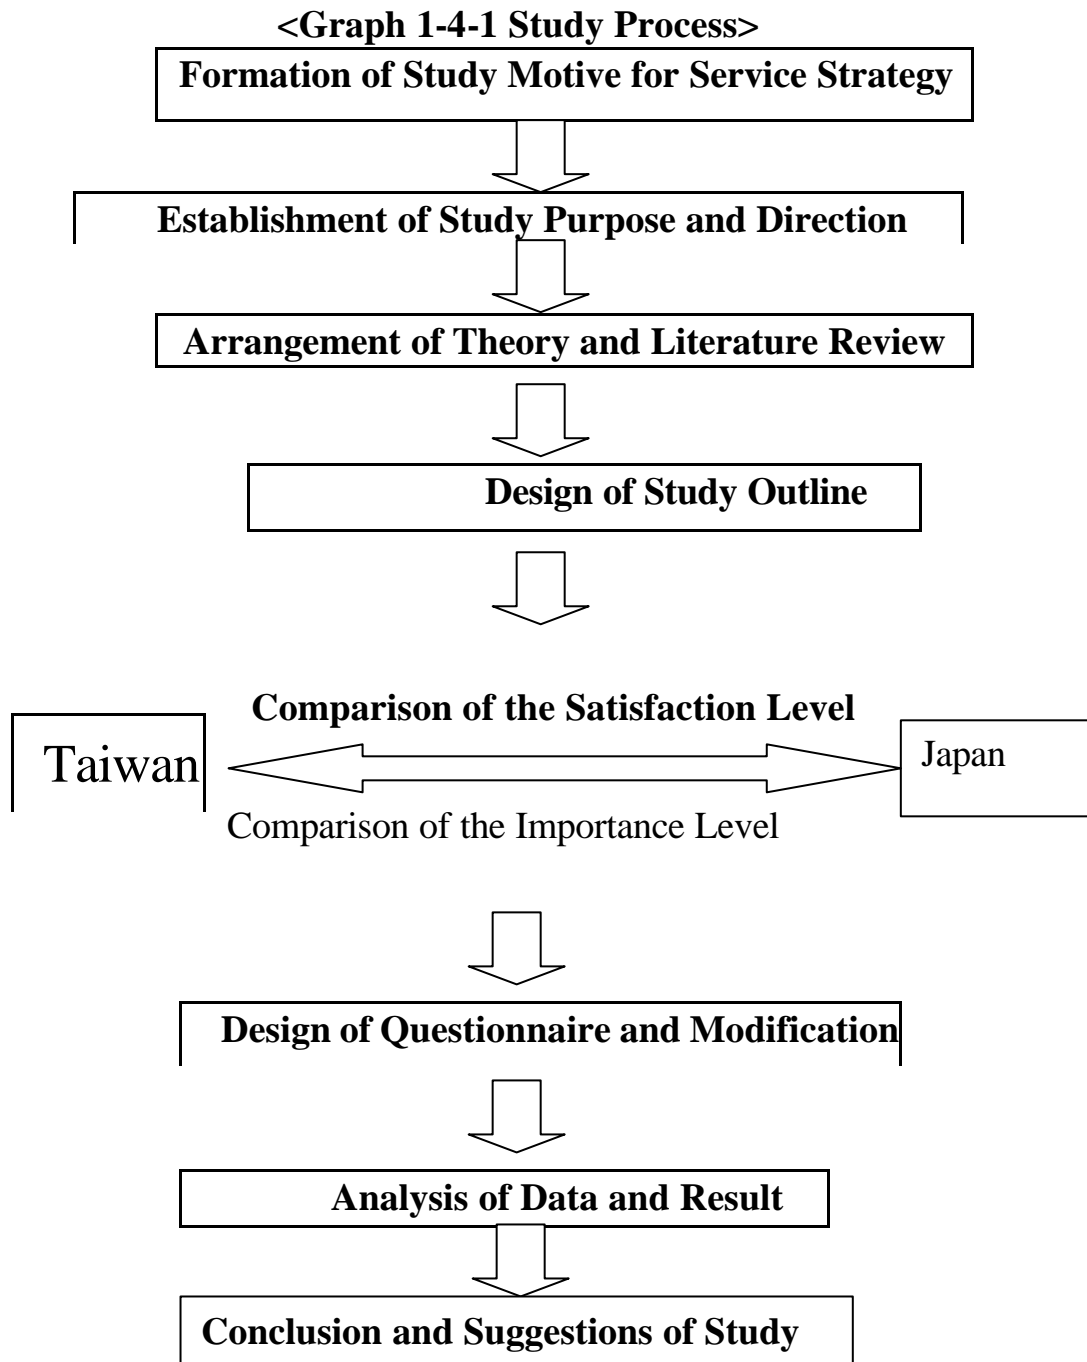 <Graph 1-4-1 Study Process>
Formation of Study Motive for Service Strategy
Establishment of Study Purpose and Direction
Arrangement of Theory and Literature Review
Design of Study Outline
Comparison of the Satisfaction Level
Taiwan
Japan
Comparison of the Importance Level
Design of Questionnaire and Modification
Analysis of Data and Result
Conclusion and Suggestions of Study